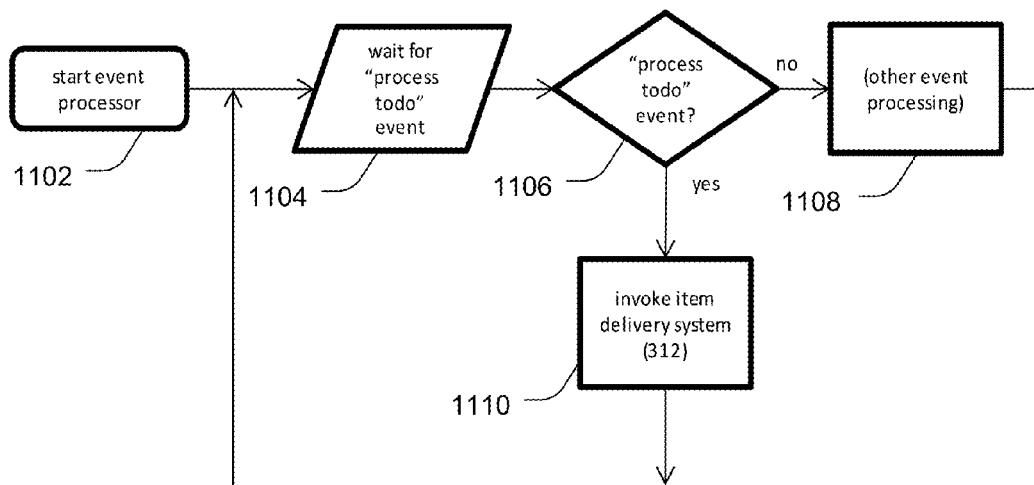 start event
processor
1102
wait for
“process
todo”
event
1104
“process
todo”
event?
1106
no
yes
(other event
processing)
1108
invoke item
delivery system
(312)
1110